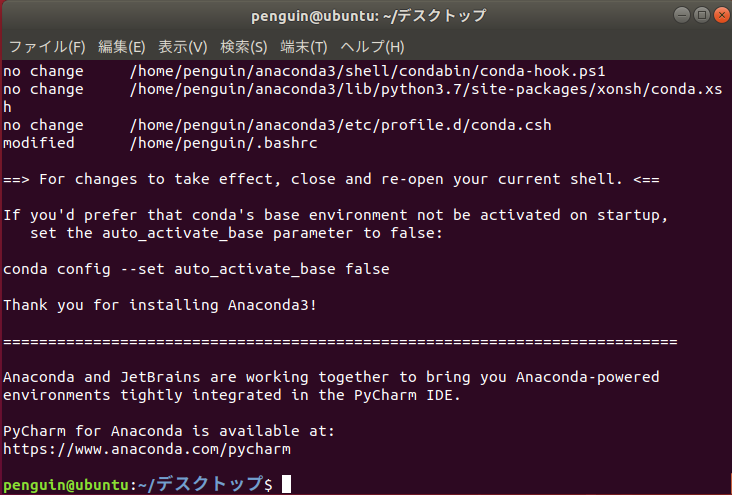 penguin@ubuntu: ~/デスクトップ
ファイル(F) 編集(E) 表示(V) 検索(S) 端末(T) ヘルプ(H)
no change     /home/penguin/anaconda3/shell/condabin/conda-hook.ps1
no change     /home/penguin/anaconda3/lib/python3.7/site-packages/xonsh/conda.xs
h
no change     /home/penguin/anaconda3/etc/profile.d/conda.csh
modified      /home/penguin/.bashrc
==> For changes to take effect, close and re-open your current shell. <==
If you'd prefer that conda's base environment not be activated on startup,
   set the auto_activate_base parameter to false:
conda config --set auto_activate_base false
Thank you for installing Anaconda3!
===========================================================================
Anaconda and JetBrains are working together to bring you Anaconda-powered
environments tightly integrated in the PyCharm IDE.
PyCharm for Anaconda is available at:
https://www.anaconda.com/pycharm
penguin@ubuntu:~/デスクトップ$